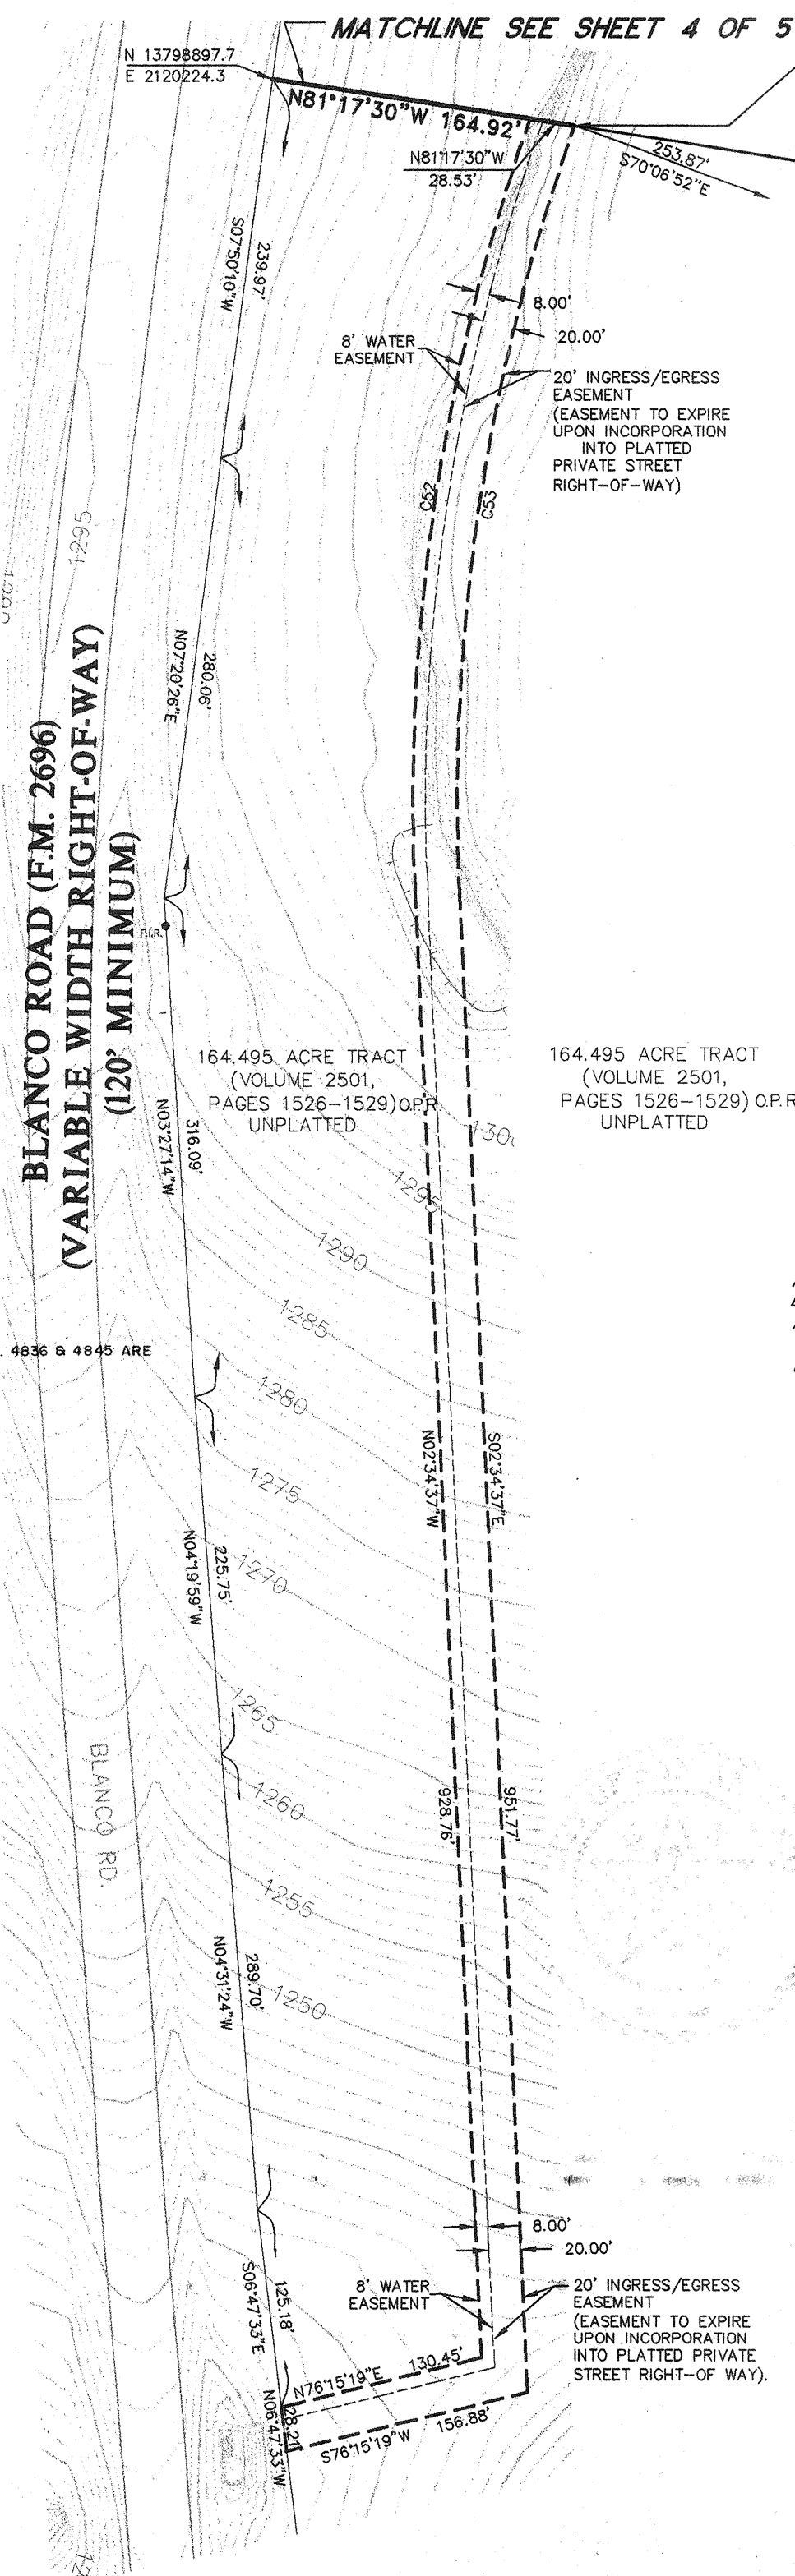 MATCHLINE SEE SHEET 4 OF 5
N 13798897.7
E 2120224.3
N81°17'30"W 164.92'
N81°17'30"W
28.53'
253.87'
S70°06'52"E
239.97'
S07°50'10"W
8.00'
20.00'
8' WATER
EASEMENT
20' INGRESS/EGRESS
EASEMENT
(EASEMENT TO EXPIRE
UPON INCORPORATION
INTO PLATTED
PRIVATE STREET
RIGHT-OF-WAY)
C52
C53
1295
280.06'
N07°20'26"E
BLANCO ROAD (F.M. 2696)
(VARIABLE WIDTH RIGHT-OF-WAY)
(120' MINIMUM)
F.I.R.
164.495 ACRE TRACT
(VOLUME 2501,
PAGES 1526-1529) O.P.R
UNPLATTED
164.495 ACRE TRACT
(VOLUME 2501,
PAGES 1526-1529) O.P.R
UNPLATTED
316.09'
N03°27'14"W
1295
1290
1285
. 4836 & 4845 ARE
1280
1275
1270
N02°34'37"W
S02°34'37"E
225.75'
N04°19'59"W
1265
1260
BLANCO RD.
928.76'
951.77'
1255
1250
289.70'
N04°31'24"W
8.00'
20.00'
8' WATER
EASEMENT
20' INGRESS/EGRESS
EASEMENT
(EASEMENT TO EXPIRE
UPON INCORPORATION
INTO PLATTED PRIVATE
STREET RIGHT-OF WAY).
125.18'
S06°47'33"E
N76°15'19"E 130.45'
28.21'
N06°47'33"W
S76°15'19"W 156.88'